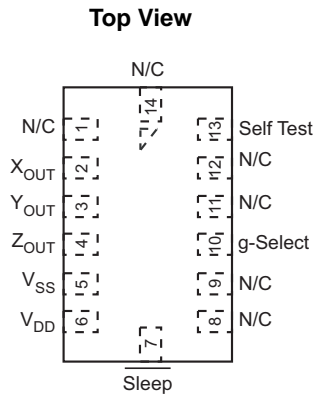 Top View
N/C
14
N/C 1 13 Self Test
X_OUT 2 12 N/C
Y_OUT 3 11 N/C
Z_OUT 4 10 g-Select
V_SS 5 9 N/C
V_DD 6 8 N/C
7
Sleep